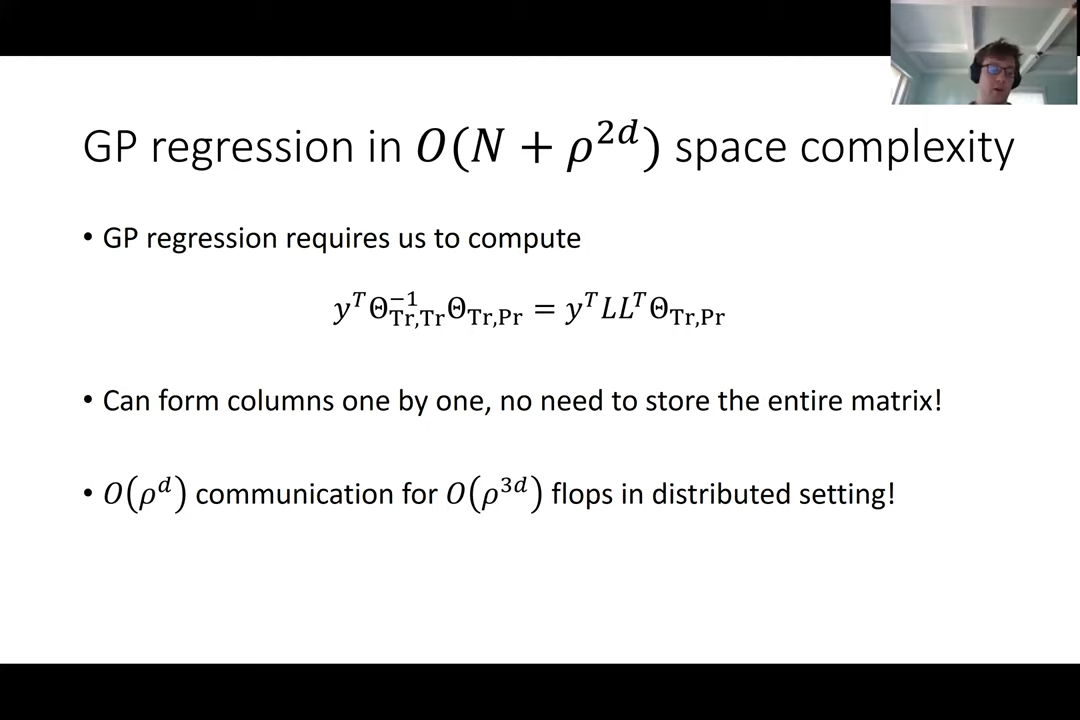 GP regression in O(N + ρ^{2d}) space complexity
• GP regression requires us to compute
y^T Θ_{Tr,Tr}^{−1} Θ_{Tr,Pr} = y^T L L^T Θ_{Tr,Pr}
• Can form columns one by one, no need to store the entire matrix!
• O(ρ^d) communication for O(ρ^{3d}) flops in distributed setting!